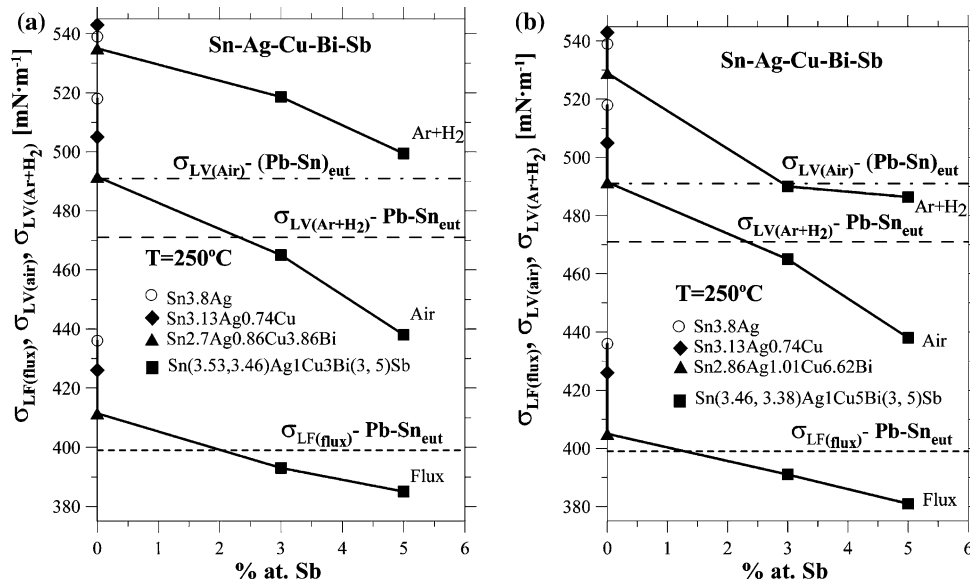 (a)
Sn-Ag-Cu-Bi-Sb
σLF(flux), σLV(air), σLV(Ar+H2) [mN·m-1]
540
520
500
480
460
440
420
400
380
Ar+H2
σLV(Air)- (Pb-Sn)eut
σLV(Ar+H2)- Pb-Sneut
T=250ºC
Sn3.8Ag
Sn3.13Ag0.74Cu
Sn2.7Ag0.86Cu3.86Bi
Sn(3.53,3.46)Ag1Cu3Bi(3, 5)Sb
Air
σLF(flux)- Pb-Sneut
Flux
0 1 2 3 4 5 6
% at. Sb
(b)
Sn-Ag-Cu-Bi-Sb
σLF(flux), σLV(air), σLV(Ar+H2) [mN·m-1]
540
520
500
480
460
440
420
400
380
σLV(Air)- (Pb-Sn)eut
Ar+H2
σLV(Ar+H2)- Pb-Sneut
T=250ºC
Sn3.8Ag
Sn3.13Ag0.74Cu
Sn2.86Ag1.01Cu6.62Bi
Sn(3.46, 3.38)Ag1Cu5Bi(3, 5)Sb
Air
σLF(flux)- Pb-Sneut
Flux
0 1 2 3 4 5 6
% at. Sb